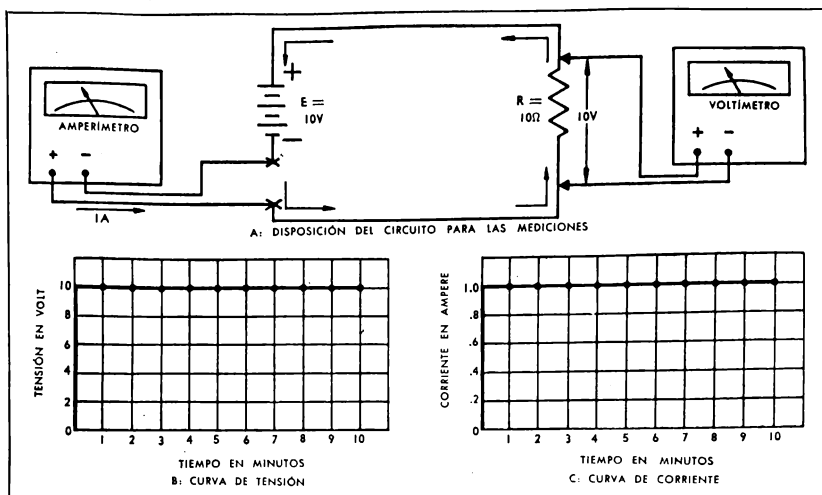 AMPERÍMETRO
+ −
1A
+
E =
10V
−
R =
10Ω
10V
VOLTÍMETRO
+ −
A: DISPOSICIÓN DEL CIRCUITO PARA LAS MEDICIONES
TENSIÓN EN VOLT
10
8
6
4
2
0
1 2 3 4 5 6 7 8 9 10
TIEMPO EN MINUTOS
B: CURVA DE TENSIÓN
CORRIENTE EN AMPERE
1.0
.8
.6
.4
.2
0
1 2 3 4 5 6 7 8 9 10
TIEMPO EN MINUTOS
C: CURVA DE CORRIENTE